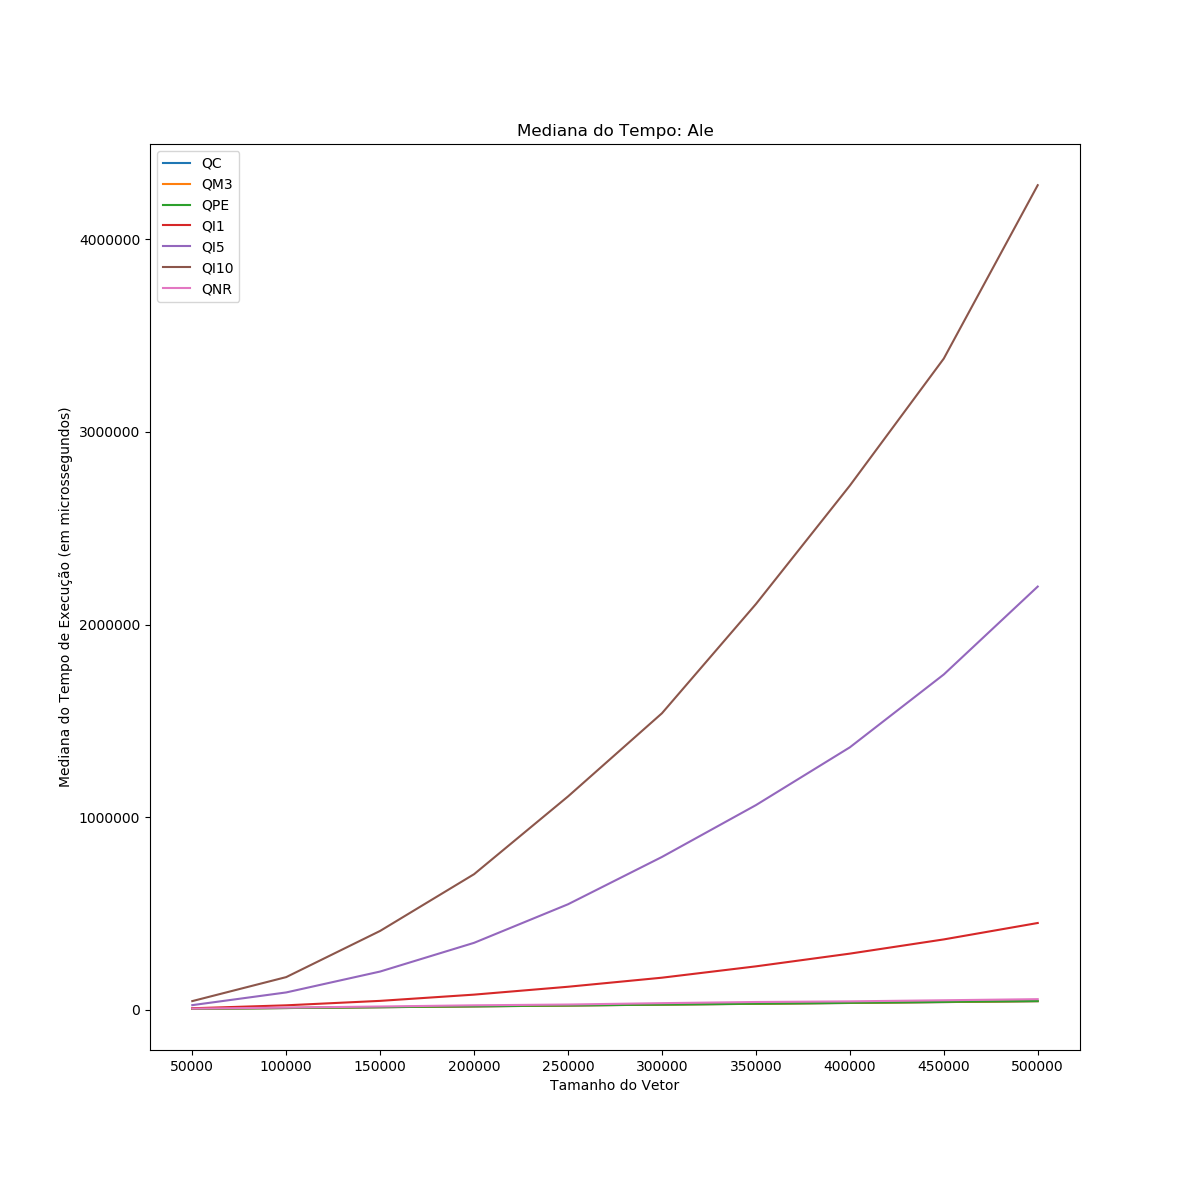 Mediana do Tempo: Ale
QC
QM3
QPE
QI1
QI5
QI10
QNR
Mediana do Tempo de Execução (em microssegundos)
4000000
3000000
2000000
1000000
0
50000 100000 150000 200000 250000 300000 350000 400000 450000 500000
Tamanho do Vetor